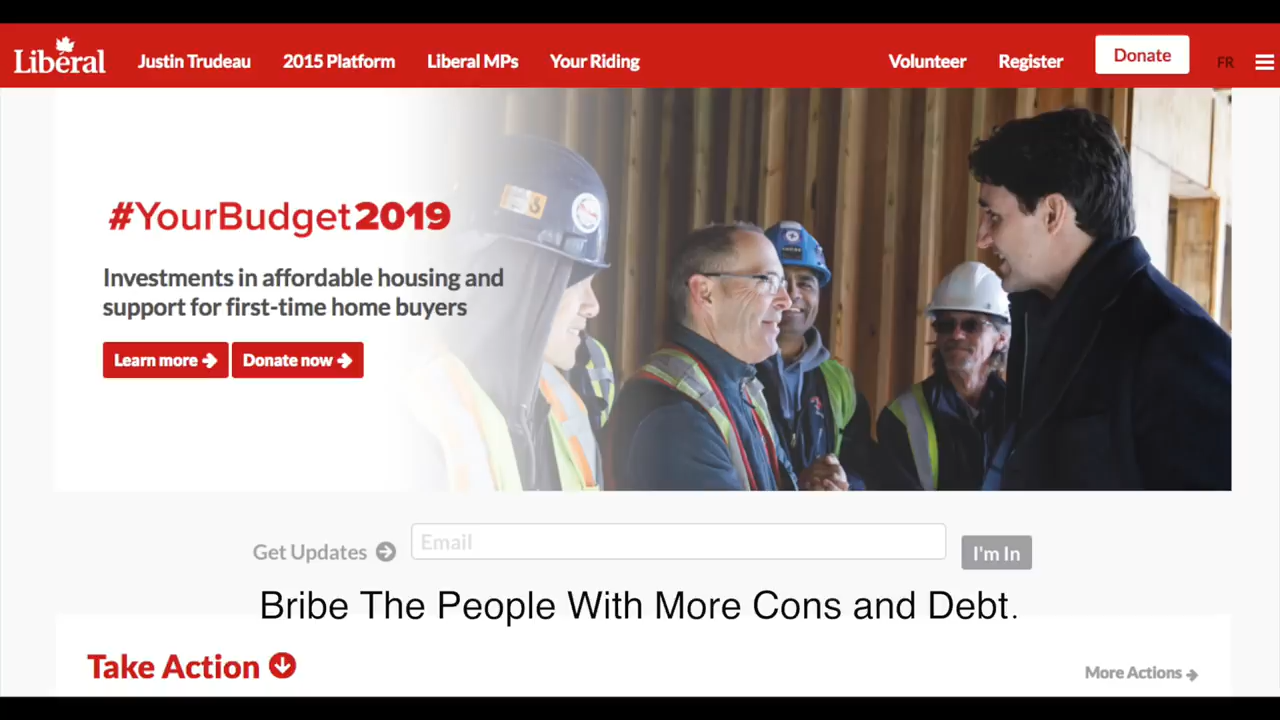 Liberal
Justin Trudeau
2015 Platform
Liberal MPs
Your Riding
Volunteer
Register
Donate
FR
#YourBudget2019
Investments in affordable housing and
support for first-time home buyers
Learn more
Donate now
Get Updates
Email
I'm In
Bribe The People With More Cons and Debt.
Take Action
More Actions